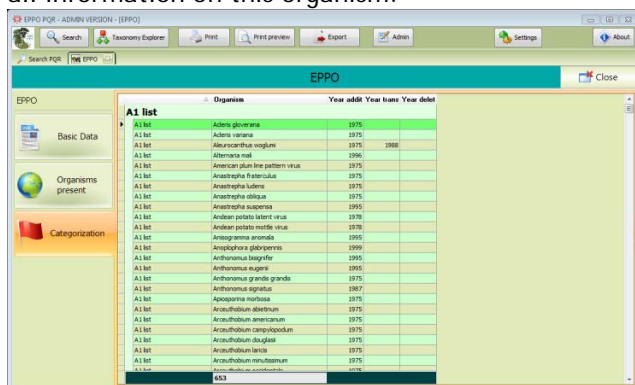 all information on this organism.
EPPO PQR - ADMIN VERSION - [EPPO]
Search Taxonomy Explorer Print Print preview Export Admin Settings About
Search PQR EPPO
EPPO Close
EPPO
Basic Data
Organisms present
Categorization
Organism Year addit Year trans Year delet
A1 list
A1 list Acleris gloverana 1975
A1 list Acleris variana 1975
A1 list Aleurocanthus woglumi 1975 1988
A1 list Alternaria mali 1996
A1 list American plum line pattern virus 1975
A1 list Anastrepha fraterculus 1975
A1 list Anastrepha ludens 1975
A1 list Anastrepha obliqua 1975
A1 list Anastrepha suspensa 1995
A1 list Andean potato latent virus 1978
A1 list Andean potato mottle virus 1978
A1 list Anisogramma anomala 1995
A1 list Anoplophora glabripennis 1999
A1 list Anthonomus bisignifer 1995
A1 list Anthonomus eugenii 1995
A1 list Anthonomus grandis grandis 1975
A1 list Anthonomus signatus 1987
A1 list Apiosporina morbosa 1975
A1 list Arceuthobium abietinum 1975
A1 list Arceuthobium americanum 1975
A1 list Arceuthobium campylopodum 1975
A1 list Arceuthobium douglasii 1975
A1 list Arceuthobium laricis 1975
A1 list Arceuthobium minutissimum 1975
A1 list Arceuthobium occidentale 1975
653